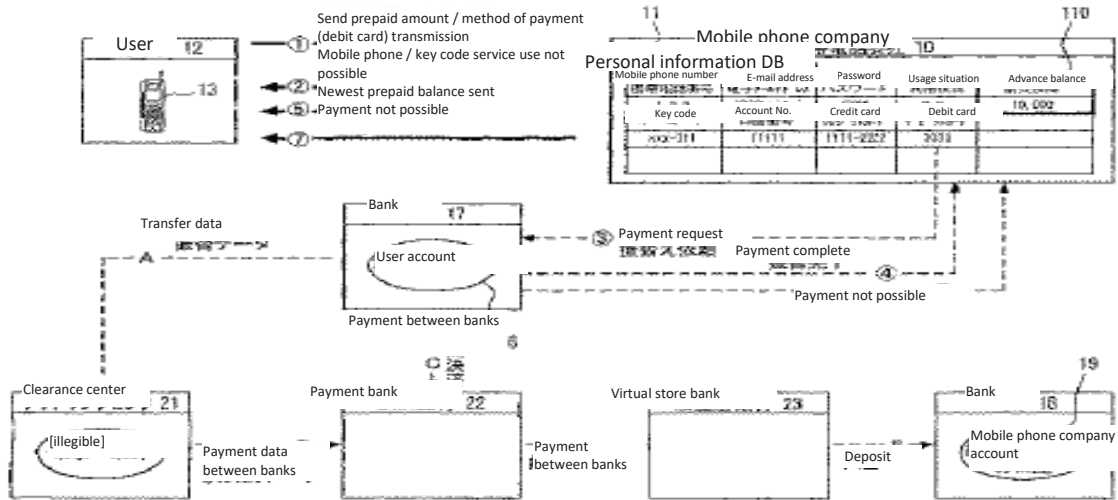 11
110
User 12
① Send prepaid amount / method of payment
(debit card) transmission
Mobile phone / key code service use not
possible
②
Newest prepaid balance sent
⑤ Payment not possible
⑦
13
Mobile phone company
10
Personal information DB
Mobile phone number E-mail address Password Usage situation Advance balance
10,000
Key code Account No. Credit card Debit card
11111 1111-2222 3333
Bank
17
User account
Transfer data
A
③ Payment request
Payment complete
④
Payment not possible
Payment between banks
6
Clearance center
21
[illegible]
Payment data
between banks
Payment bank
22
Payment
between banks
Virtual store bank
23
Deposit
19
Bank
18
Mobile phone company
account